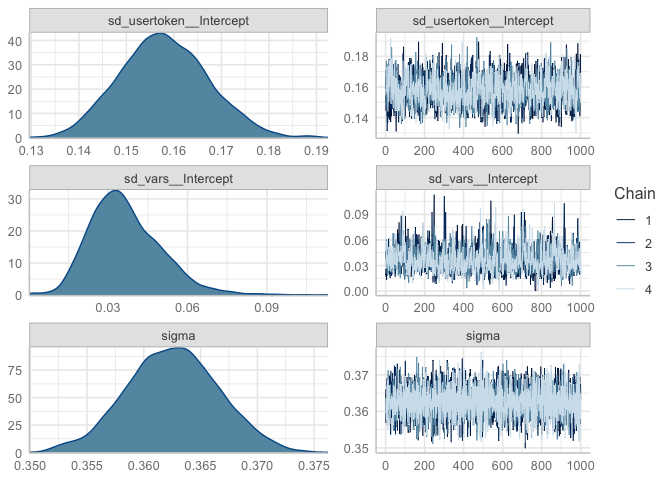 sd_usertoken__Intercept
40
30
20
10
0
0.13 0.14 0.15 0.16 0.17 0.18 0.19
sd_usertoken__Intercept
0.18
0.16
0.14
0 200 400 600 800 1000
sd_vars__Intercept
30
20
10
0
0.03 0.06 0.09
sd_vars__Intercept
0.09
0.06
0.03
0.00
0 200 400 600 800 1000
sigma
75
50
25
0
0.350 0.355 0.360 0.365 0.370 0.375
sigma
0.37
0.36
0.35
0 200 400 600 800 1000
Chain
1
2
3
4